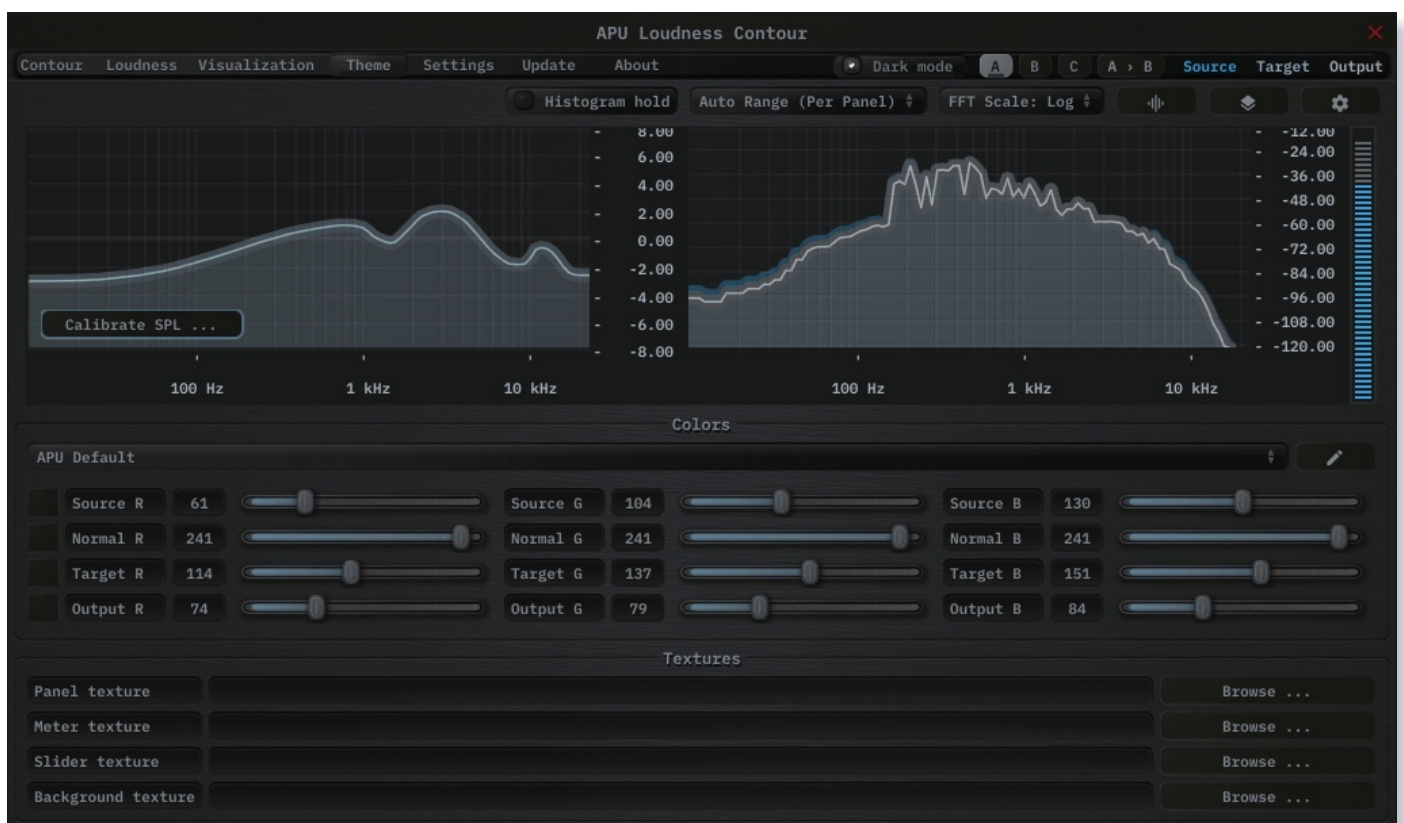 APU Loudness Contour
Contour Loudness Visualization Theme Settings Update About Dark mode A B C A › B Source Target Output
Histogram hold Auto Range (Per Panel) FFT Scale: Log
8.00
6.00
4.00
2.00
0.00
-2.00
-4.00
-6.00
-8.00
Calibrate SPL ...
100 Hz 1 kHz 10 kHz
-12.00
-24.00
-36.00
-48.00
-60.00
-72.00
-84.00
-96.00
-108.00
-120.00
100 Hz 1 kHz 10 kHz
Colors
APU Default
Source R 61 Source G 104 Source B 130
Normal R 241 Normal G 241 Normal B 241
Target R 114 Target G 137 Target B 151
Output R 74 Output G 79 Output B 84
Textures
Panel texture Browse ...
Meter texture Browse ...
Slider texture Browse ...
Background texture Browse ...